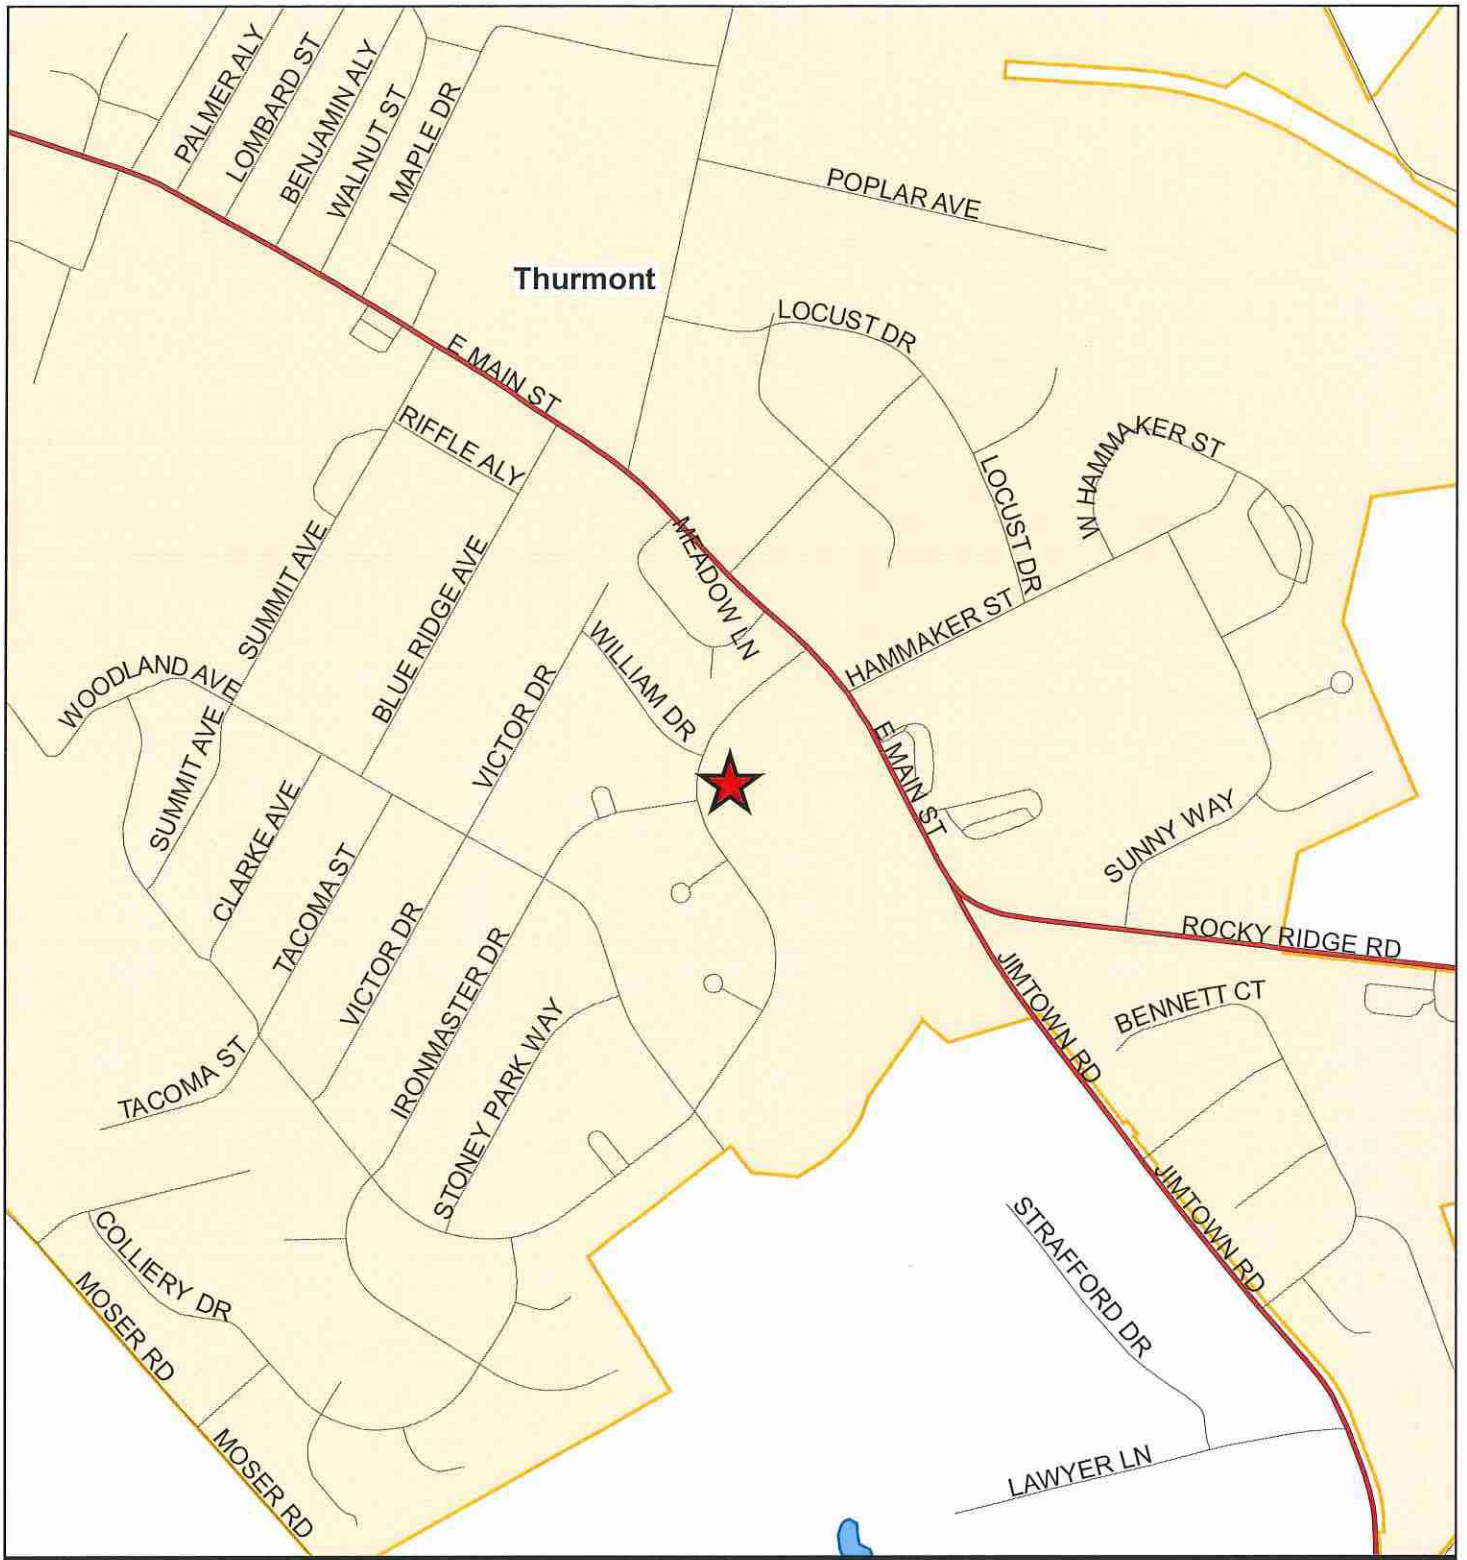 PALMER ALY
LOMBARD ST
BENJAMIN ALY
WALNUT ST
MAPLE DR
POPLAR AVE
Thurmont
LOCUST DR
E MAIN ST
RIFFLE ALY
W HAMMAKER ST
LOCUST DR
MEADOW LN
SUMMIT AVE
BLUE RIDGE AVE
HAMMAKER ST
WILLIAM DR
WOODLAND AVE
VICTOR DR
SUMMIT AVE
E MAIN ST
CLARKE AVE
SUNNY WAY
TACOMA ST
VICTOR DR
ROCKY RIDGE RD
IRONMASTER DR
JIMTOWN RD
BENNETT CT
STONEY PARK WAY
TACOMA ST
JIMTOWN RD
COLLIERY DR
STRAFFORD DR
MOSER RD
LAWYER LN
MOSER RD